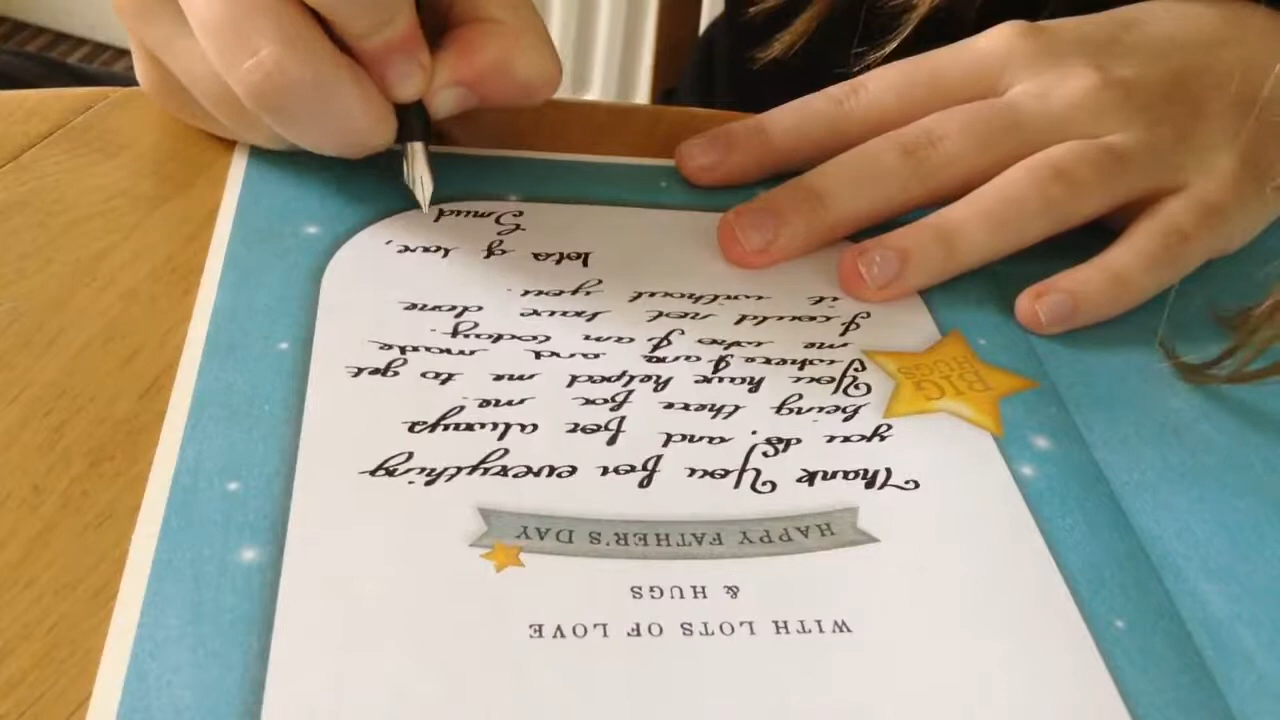 WITH LOTS OF LOVE
& HUGS
HAPPY FATHER'S DAY
Thank You for everything
you do, and for always
being there for me.
You have helped me to get
where I am and made
me who I am today.
I could not have done
it without you.
lots of love,
BIG
HUGS